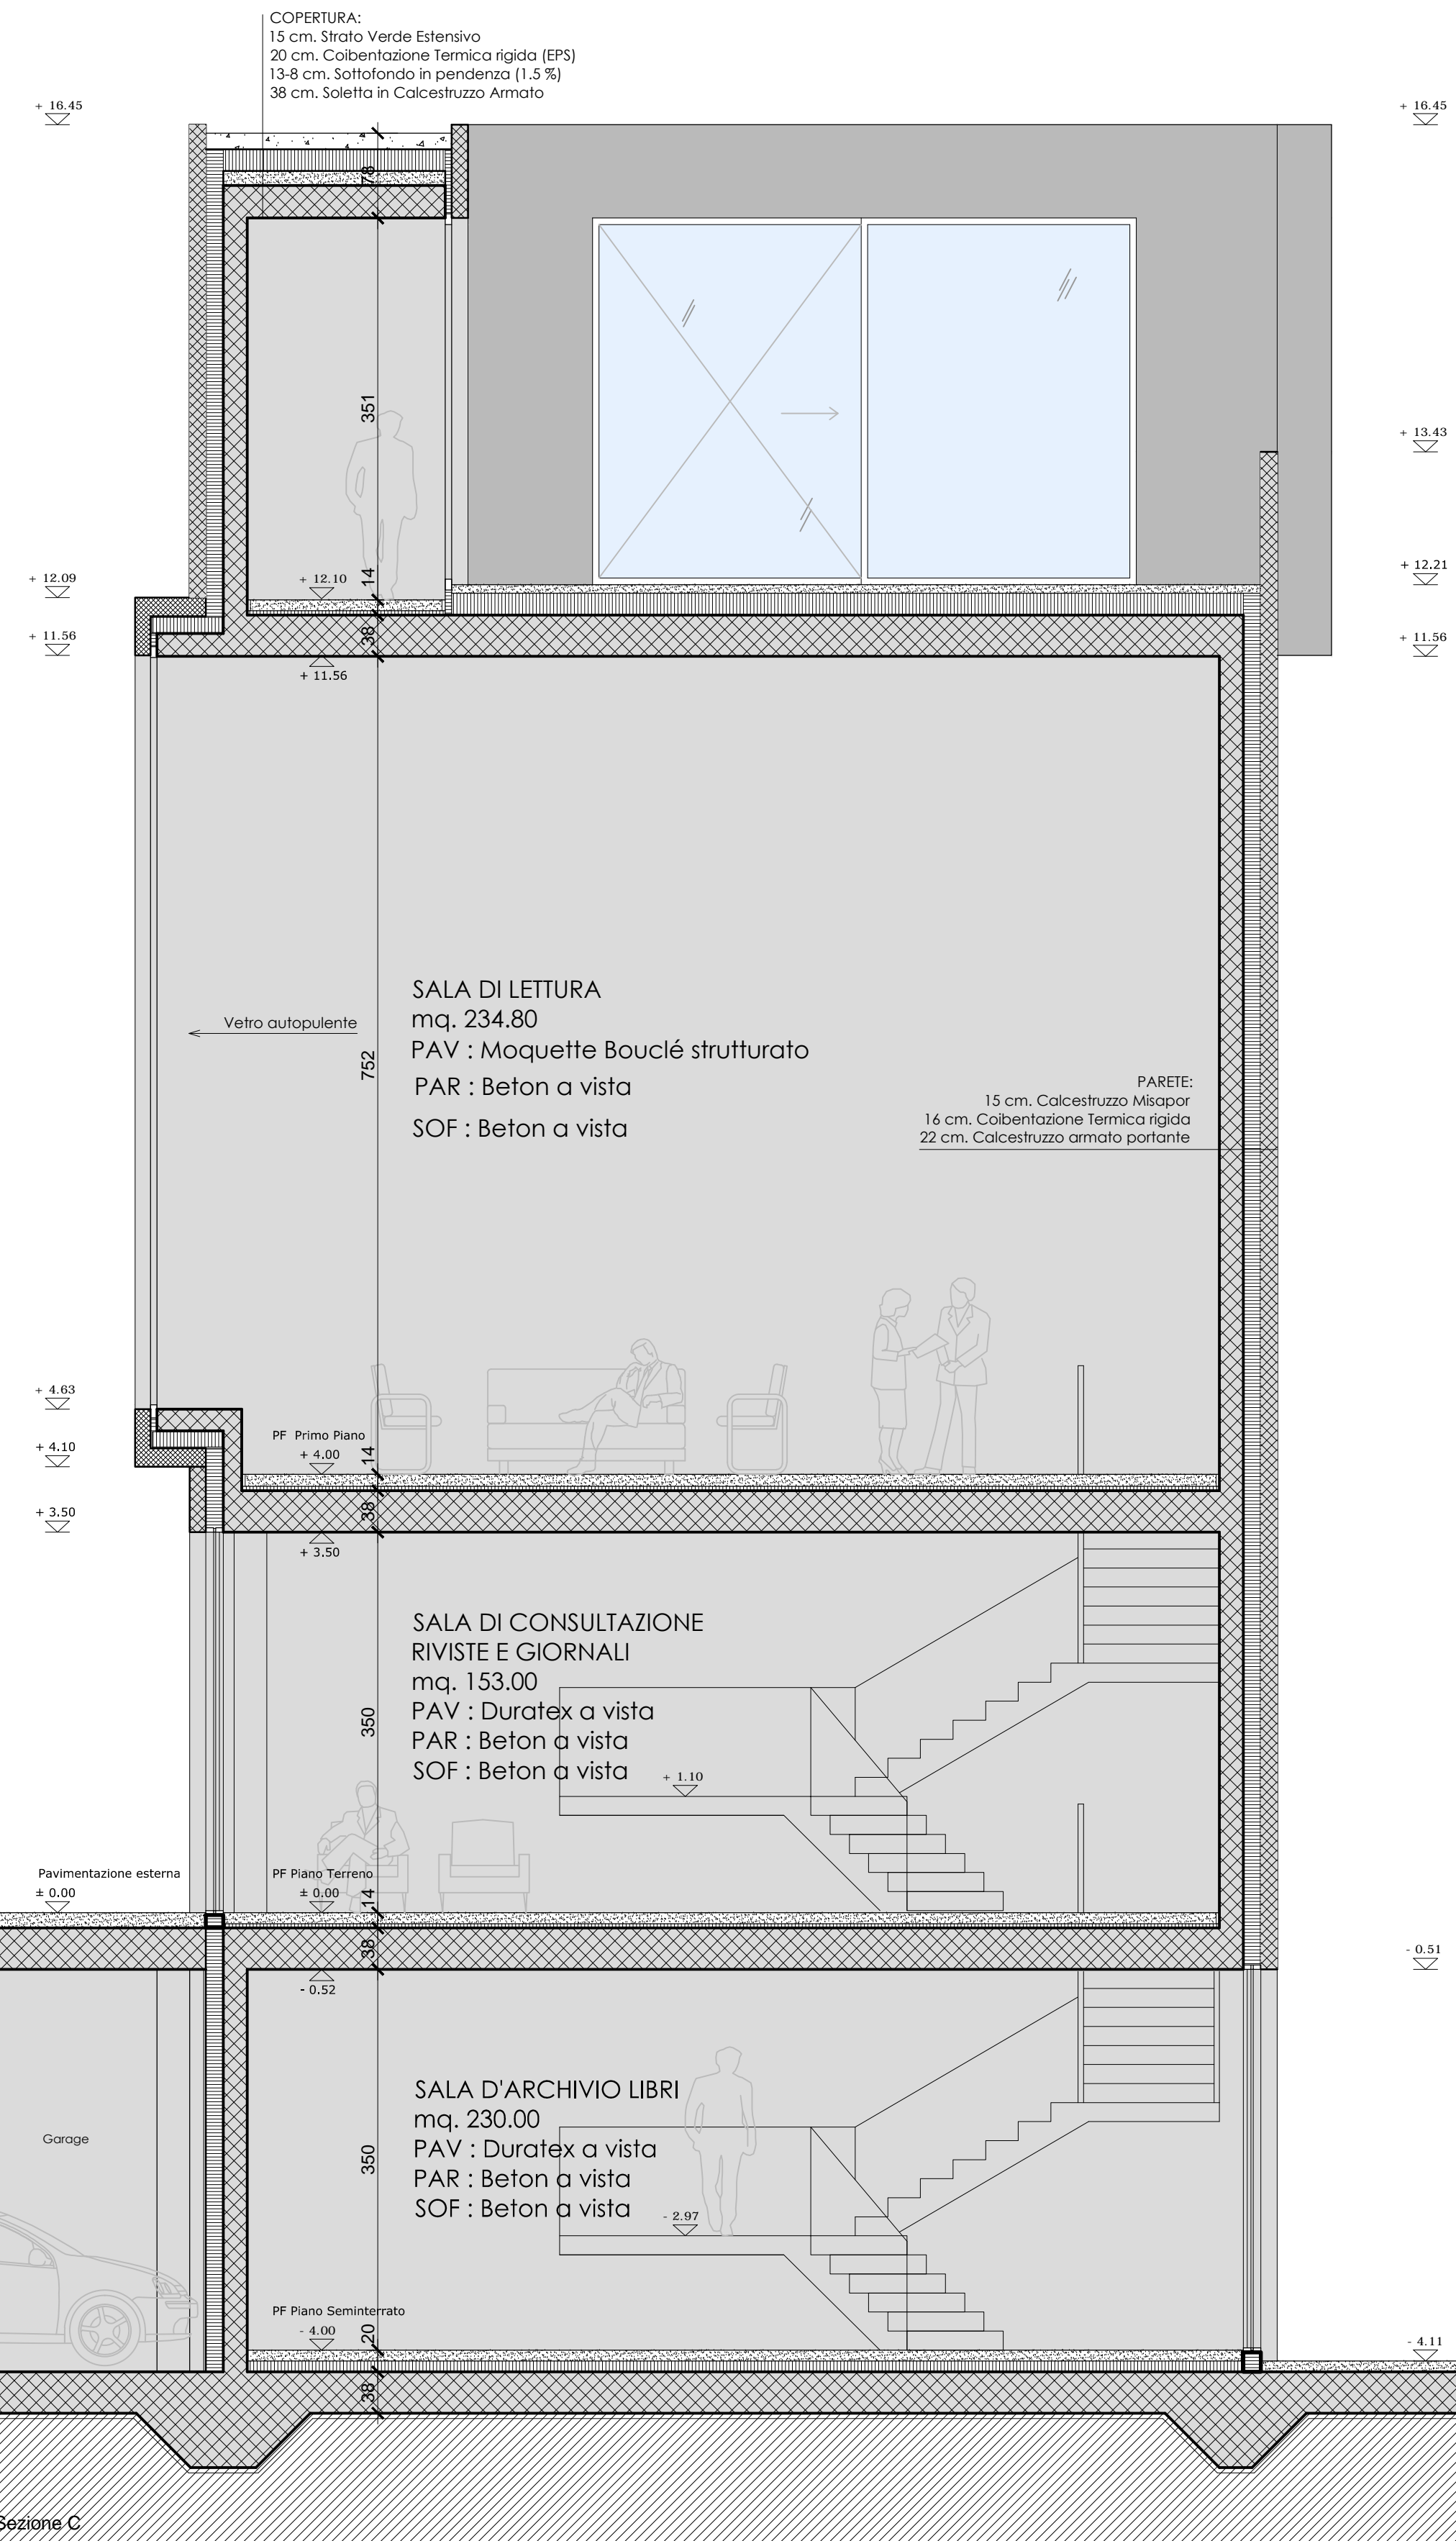 COPERTURA:
15 cm. Strato Verde Estensivo
20 cm. Coibentazione Termica rigida (EPS)
13-8 cm. Sottofondo in pendenza (1.5 %)
38 cm. Soletta in Calcestruzzo Armato
+ 16.45
+ 16.45
78
351
+ 13.43
+ 12.09
+ 12.10
14
+ 12.21
+ 11.56
38
+ 11.56
+ 11.56
SALA DI LETTURA
mq. 234.80
PAV : Moquette Bouclé strutturato
PAR : Beton a vista
SOF : Beton a vista
Vetro autopulente
752
PARETE:
15 cm. Calcestruzzo Misapor
16 cm. Coibentazione Termica rigida
22 cm. Calcestruzzo armato portante
+ 4.63
+ 4.10
PF Primo Piano
+ 4.00
14
+ 3.50
38
+ 3.50
SALA DI CONSULTAZIONE
RIVISTE E GIORNALI
mq. 153.00
PAV : Duratex a vista
PAR : Beton a vista
SOF : Beton a vista
350
+ 1.10
Pavimentazione esterna
± 0.00
PF Piano Terreno
± 0.00
14
38
- 0.51
- 0.52
SALA D'ARCHIVIO LIBRI
mq. 230.00
PAV : Duratex a vista
PAR : Beton a vista
SOF : Beton a vista
Garage
350
- 2.97
PF Piano Seminterrato
- 4.00
20
- 4.11
38
Sezione C